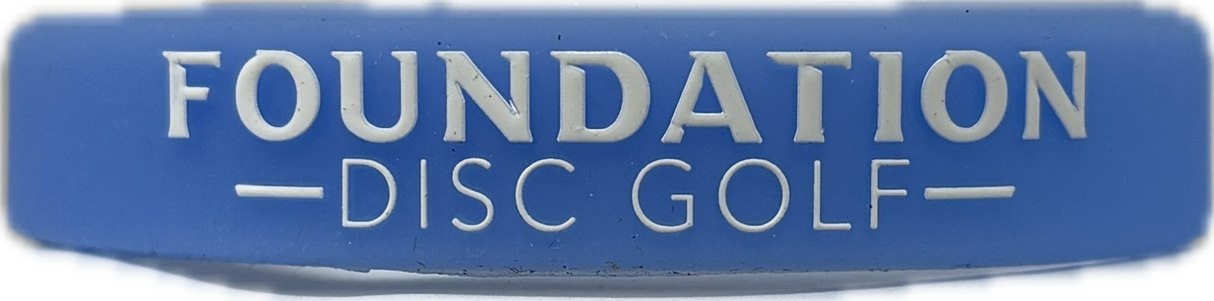 FOUNDATION
—DISC GOLF—